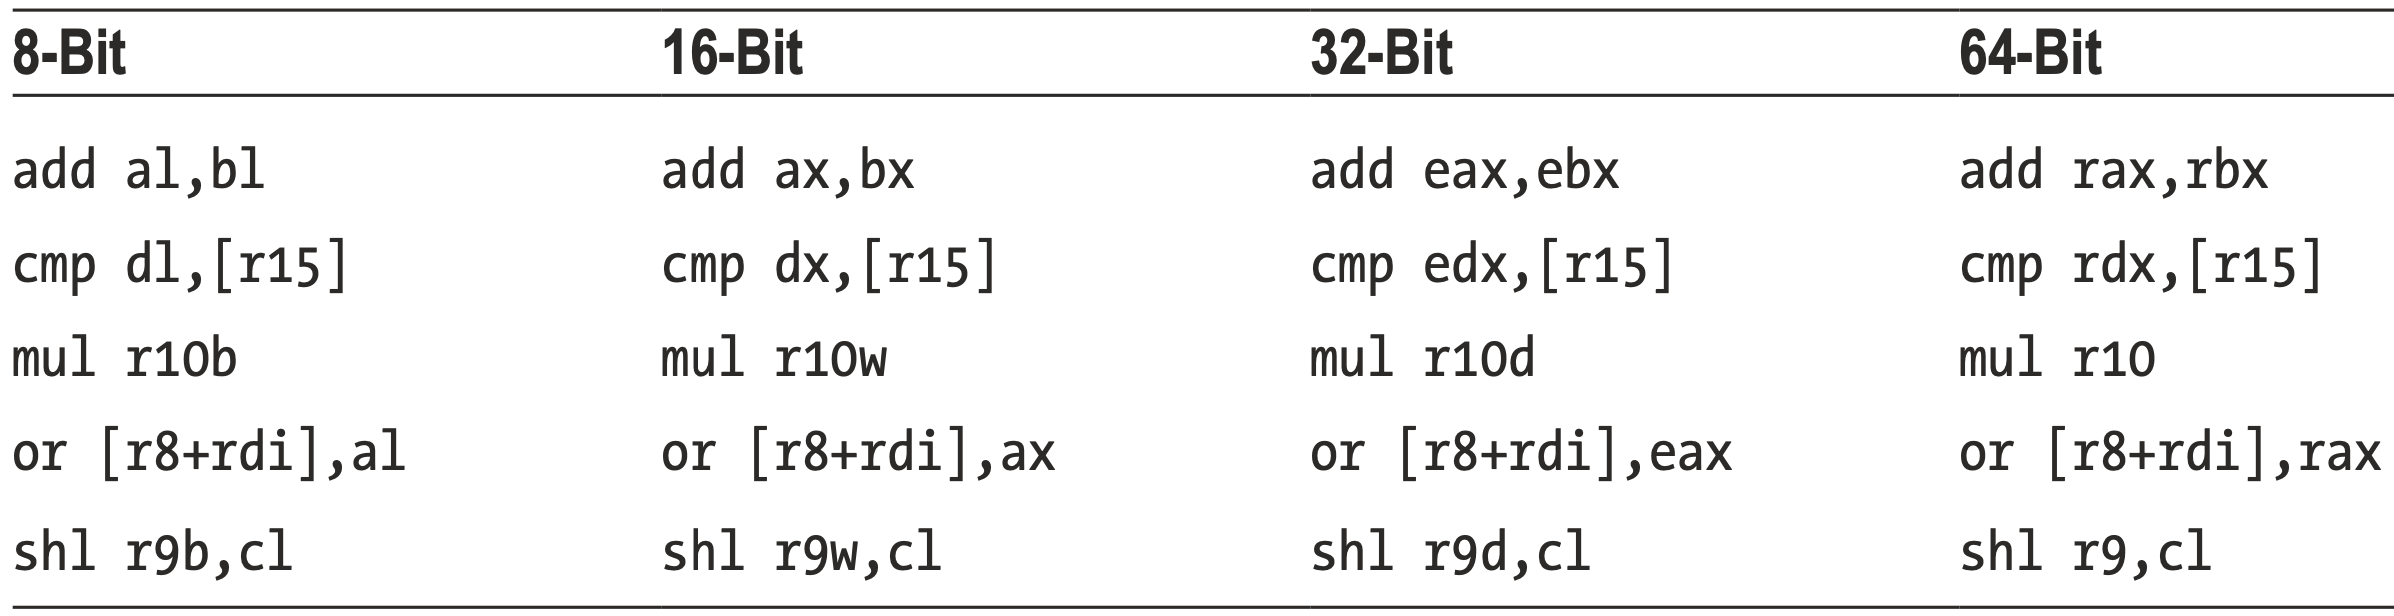 8-Bit 16-Bit 32-Bit 64-Bit
add al,bl add ax,bx add eax,ebx add rax,rbx
cmp dl,[r15] cmp dx,[r15] cmp edx,[r15] cmp rdx,[r15]
mul r10b mul r10w mul r10d mul r10
or [r8+rdi],al or [r8+rdi],ax or [r8+rdi],eax or [r8+rdi],rax
shl r9b,cl shl r9w,cl shl r9d,cl shl r9,cl